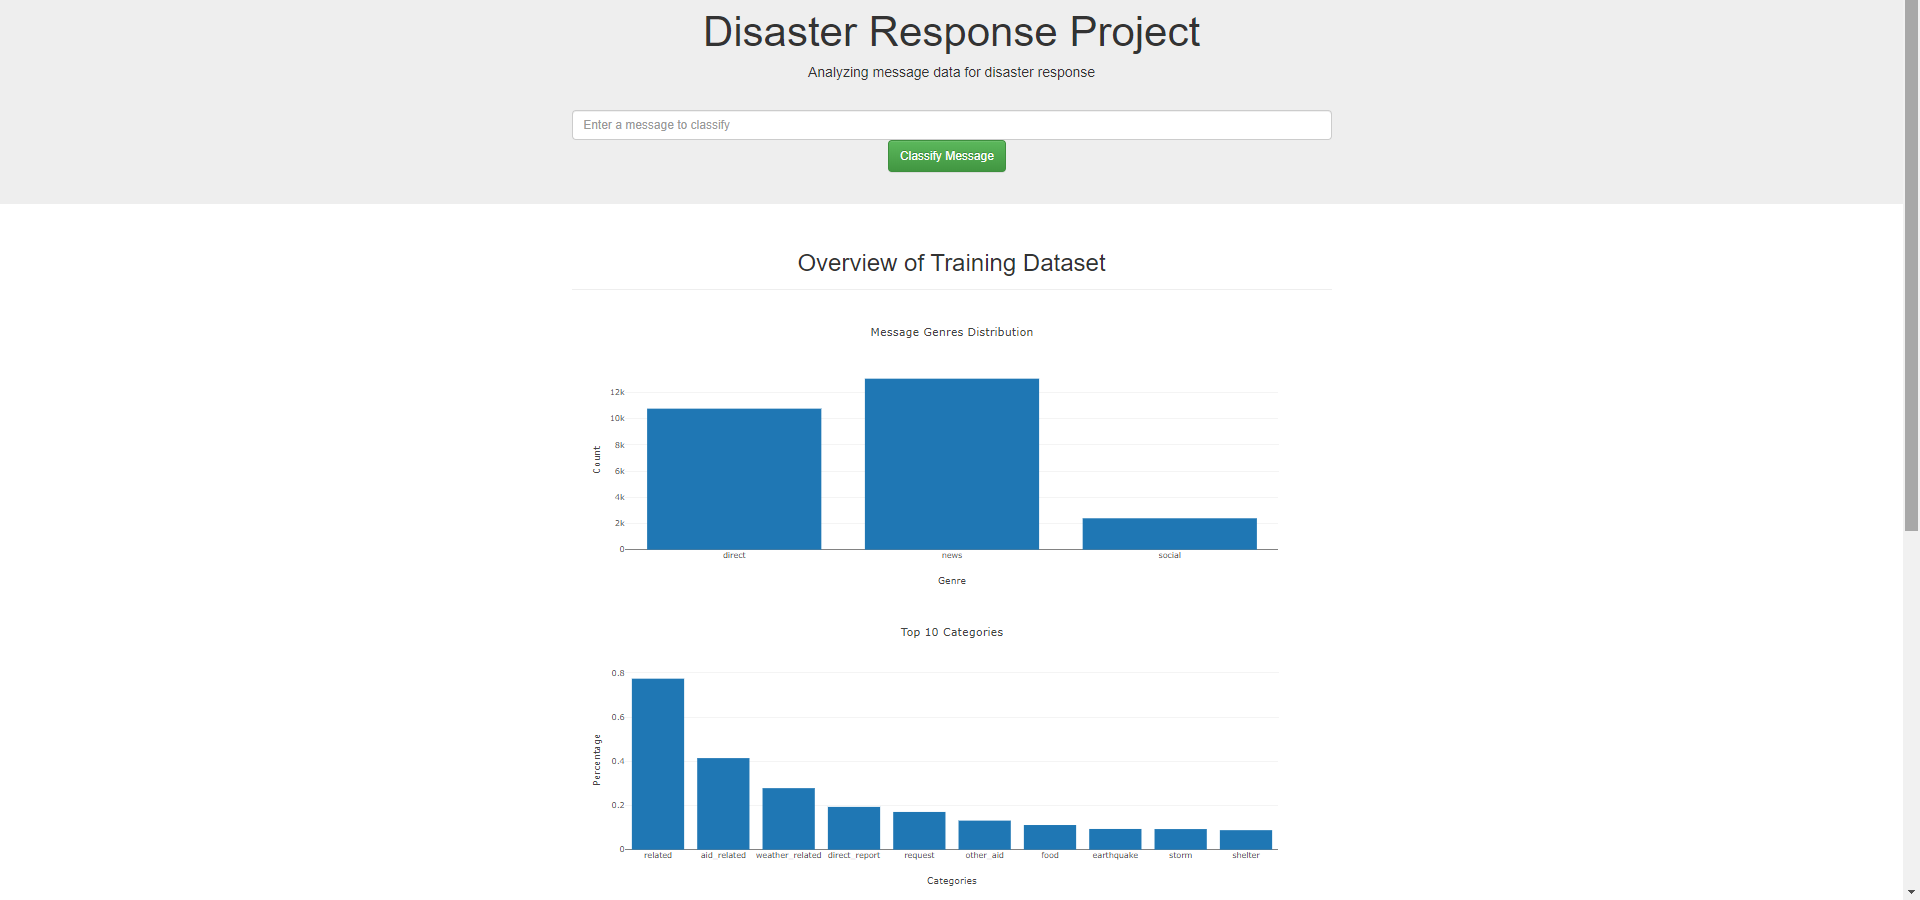 Disaster Response Project
Analyzing message data for disaster response
Enter a message to classify
Classify Message
Overview of Training Dataset
Message Genres Distribution
12k
10k
8k
6k
4k
2k
0
Count
direct news social
Genre
Top 10 Categories
0.8
0.6
0.4
0.2
0
Percentage
related aid_related weather_related direct_report request other_aid food earthquake storm shelter
Categories